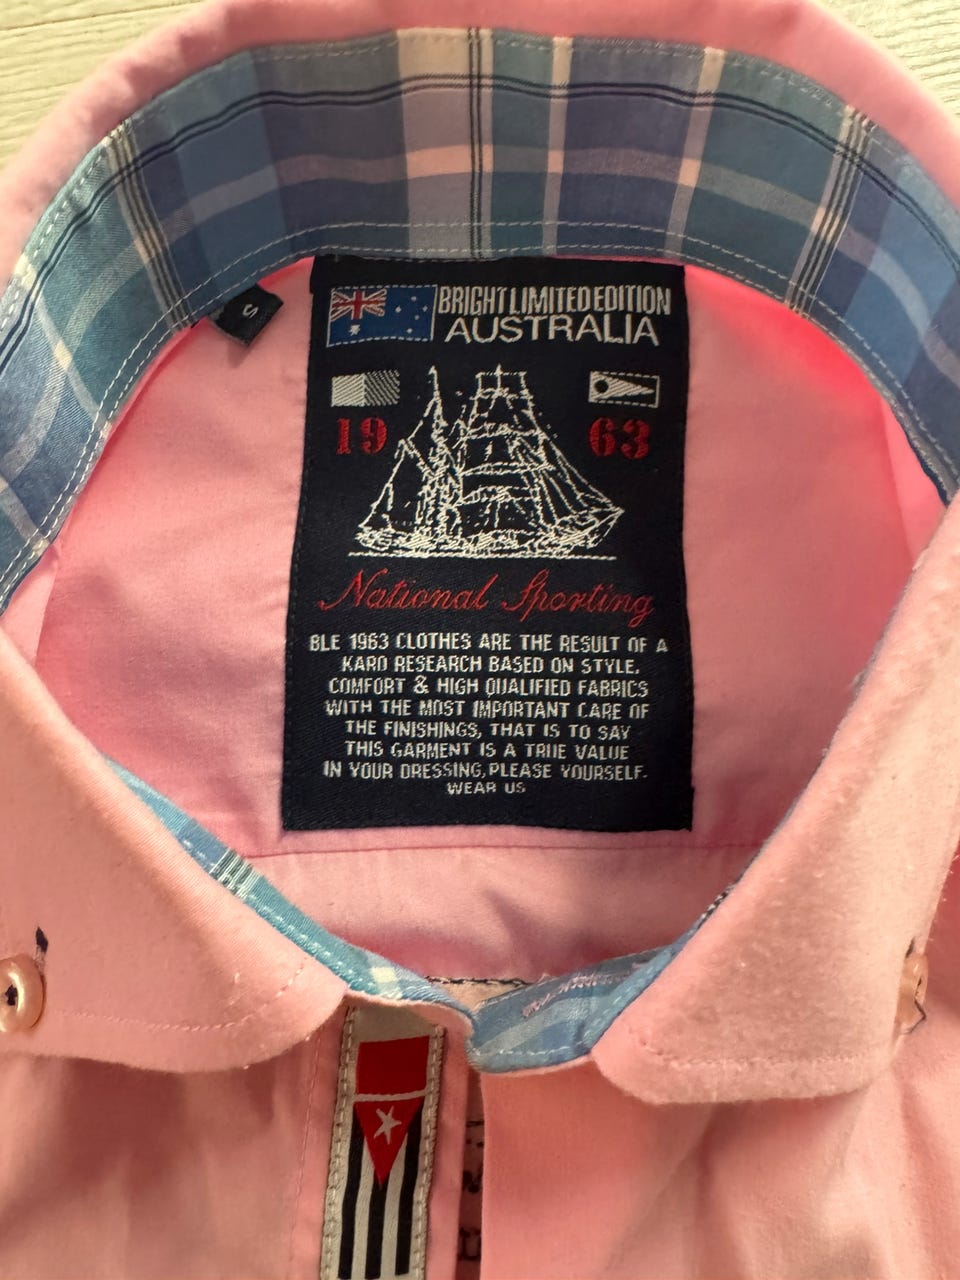 S
BRIGHT LIMITED EDITION
AUSTRALIA
19 63
National Sporting
BLE 1963 CLOTHES ARE THE RESULT OF A
KARD RESEARCH BASED ON STYLE,
COMFORT & HIGH QUALIFIED FABRICS
WITH THE MOST IMPORTANT CARE OF
THE FINISHINGS, THAT IS TO SAY
THIS GARMENT IS A TRUE VALUE
IN YOUR DRESSING, PLEASE YOURSELF.
WEAR US